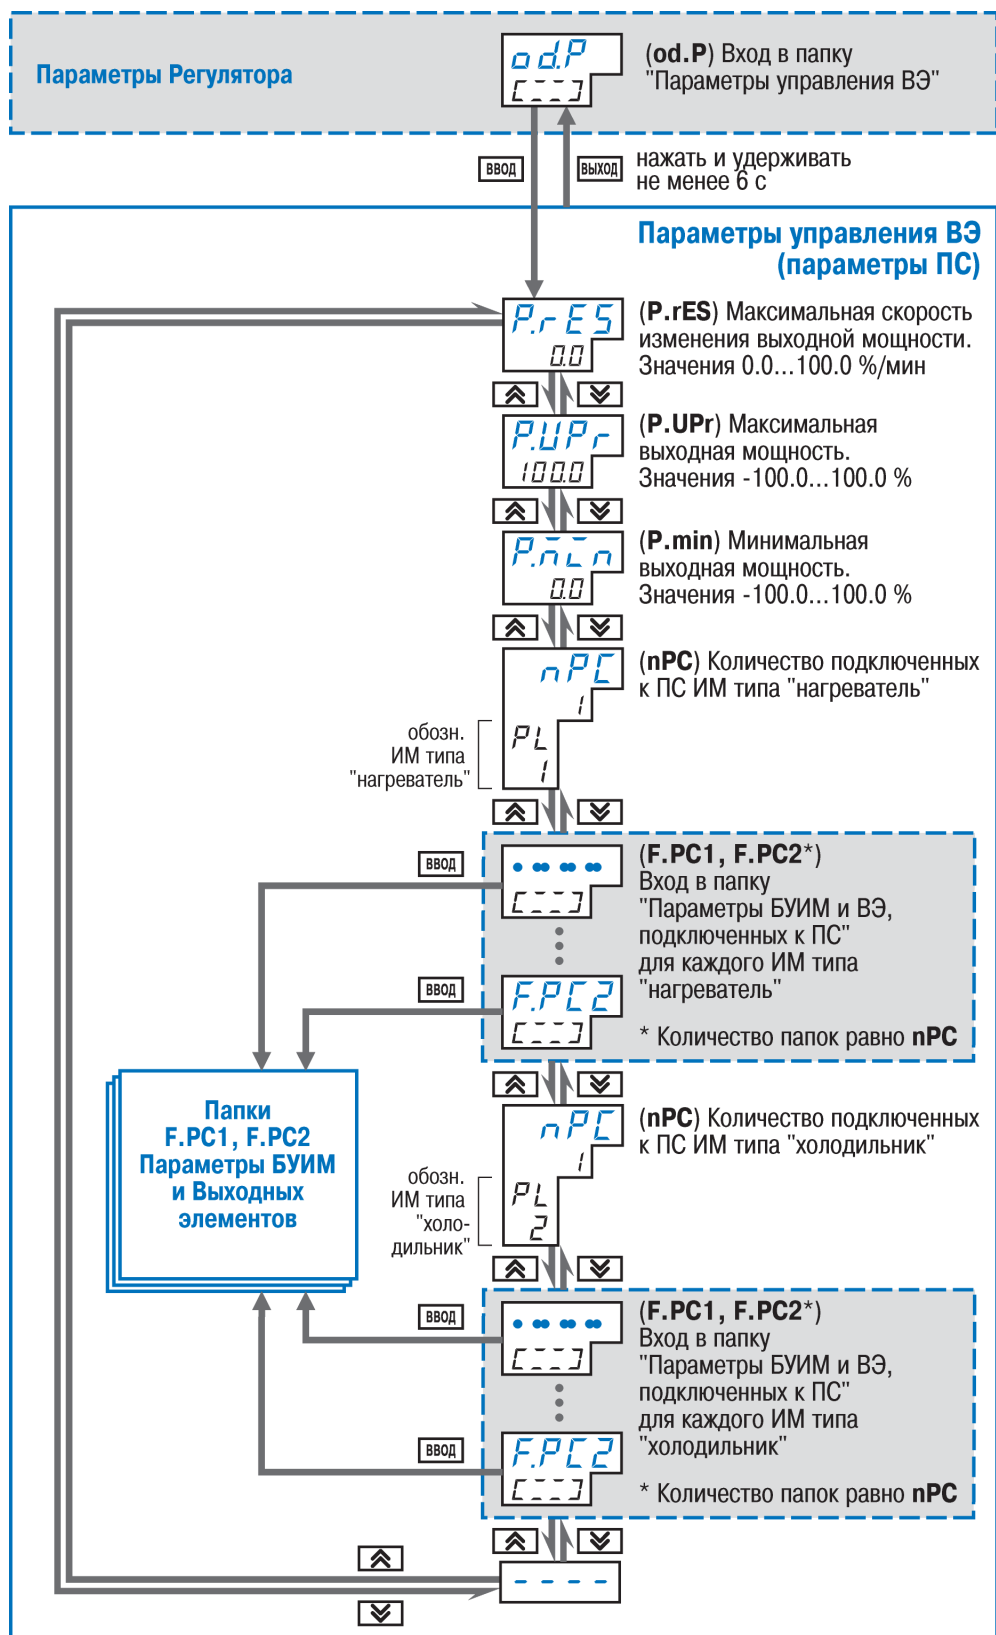 Параметры Регулятора
od.P
(od.P) Вход в папку
"Параметры управления ВЭ"
ВВОД
ВЫХОД
нажать и удерживать
не менее 6 с
Параметры управления ВЭ
(параметры ПС)
P.rES
0.0
(P.rES) Максимальная скорость
изменения выходной мощности.
Значения 0.0...100.0 %/мин
P.UPr
100.0
(P.UPr) Максимальная
выходная мощность.
Значения -100.0...100.0 %
P.min
0.0
(P.min) Минимальная
выходная мощность.
Значения -100.0...100.0 %
nPC
1
PL
1
(nPC) Количество подключенных
к ПС ИМ типа "нагреватель"
обозн.
ИМ типа
"нагреватель"
ВВОД
(F.PC1, F.PC2*)
Вход в папку
"Параметры БУИМ и ВЭ,
подключенных к ПС"
для каждого ИМ типа
"нагреватель"
ВВОД
F.PC2
* Количество папок равно nPC
Папки
F.PC1, F.PC2
Параметры БУИМ
и Выходных
элементов
nPC
1
PL
2
(nPC) Количество подключенных
к ПС ИМ типа "холодильник"
обозн.
ИМ типа
"холо-
дильник"
ВВОД
(F.PC1, F.PC2*)
Вход в папку
"Параметры БУИМ и ВЭ,
подключенных к ПС"
для каждого ИМ типа
"холодильник"
ВВОД
F.PC2
* Количество папок равно nPC
- - - -